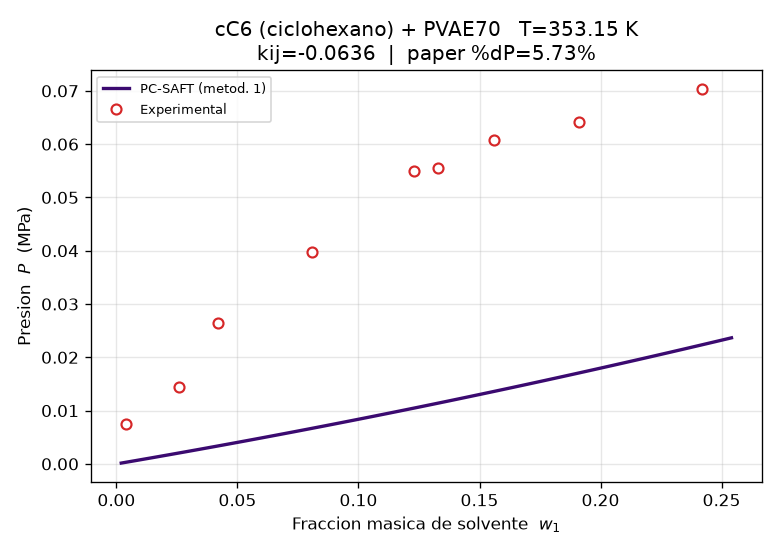 cC6 (ciclohexano) + PVAE70   T=353.15 K
kij=-0.0636  |  paper %dP=5.73%
PC-SAFT (metod. 1)
Experimental
Presion P (MPa)
0.07
0.06
0.05
0.04
0.03
0.02
0.01
0.00
0.00 0.05 0.10 0.15 0.20 0.25
Fraccion masica de solvente w₁